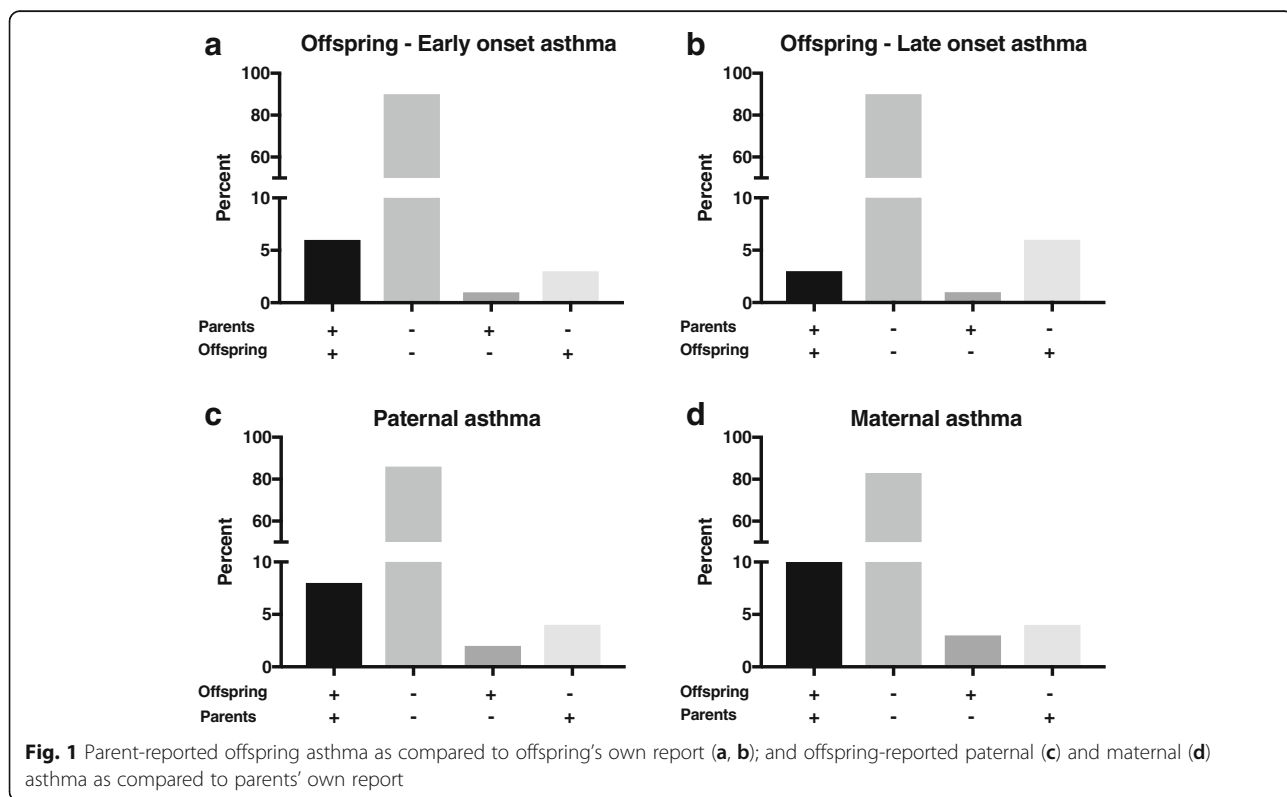 a Offspring - Early onset asthma
100
80
60
10
5
0
Percent
Parents + - + -
Offspring + - - +
b Offspring - Late onset asthma
100
80
60
10
5
0
Percent
Parents + - + -
Offspring + - - +
c Paternal asthma
100
80
60
10
5
0
Percent
Offspring + - + -
Parents + - - +
d Maternal asthma
100
80
60
10
5
0
Percent
Offspring + - + -
Parents + - - +
Fig. 1 Parent-reported offspring asthma as compared to offspring's own report (a, b); and offspring-reported paternal (c) and maternal (d)
asthma as compared to parents' own report